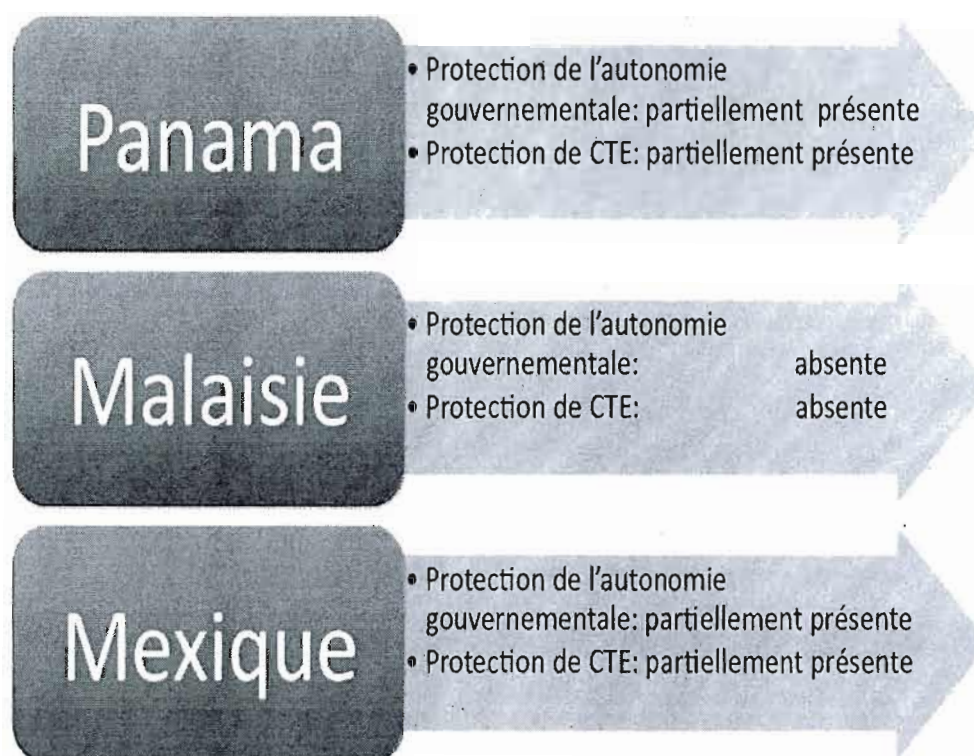 Panama
• Protection de l'autonomie
gouvernementale: partiellement présente
• Protection de CTE: partiellement présente
Malaisie
• Protection de l'autonomie
gouvernementale: absente
• Protection de CTE: absente
Mexique
• Protection de l'autonomie
gouvernementale: partiellement présente
• Protection de CTE: partiellement présente